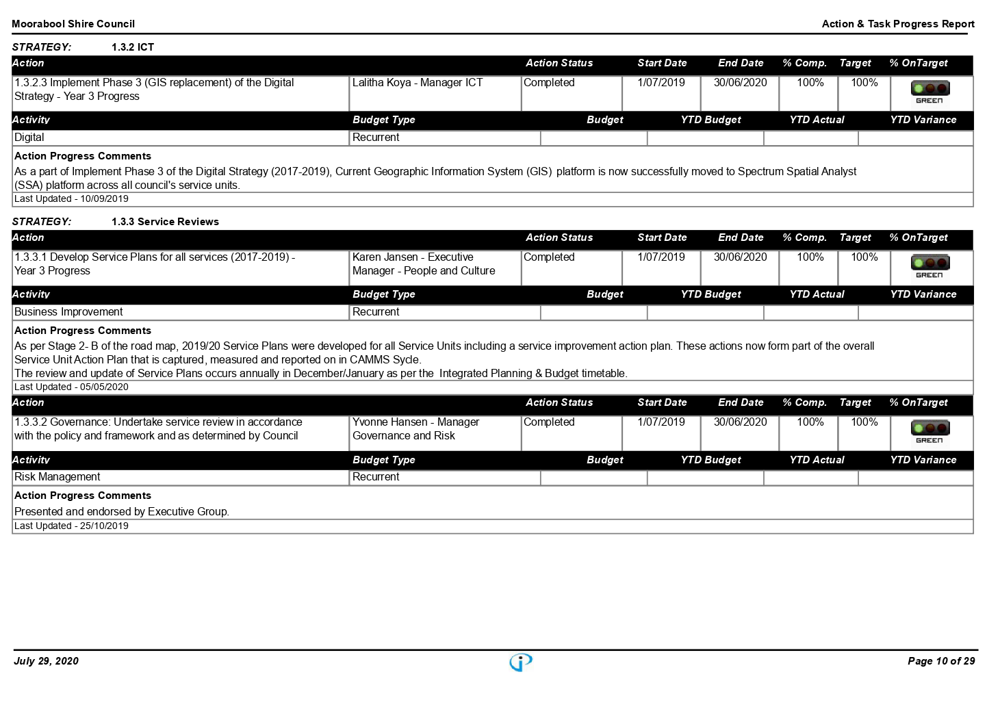 Moorabool Shire Council Action & Task Progress Report
STRATEGY: 1.3.2 ICT
Action Action Status Start Date End Date % Comp. Target % OnTarget
1.3.2.3 Implement Phase 3 (GIS replacement) of the Digital Lalitha Koya - Manager ICT Completed 1/07/2019 30/06/2020 100% 100%
Strategy - Year 3 Progress GREEN
Activity Budget Type Budget YTD Budget YTD Actual YTD Variance
Digital Recurrent
Action Progress Comments
As a part of Implement Phase 3 of the Digital Strategy (2017-2019), Current Geographic Information System (GIS) platform is now successfully moved to Spectrum Spatial Analyst
(SSA) platform across all council's service units.
Last Updated - 10/09/2019
STRATEGY: 1.3.3 Service Reviews
Action Action Status Start Date End Date % Comp. Target % OnTarget
1.3.3.1 Develop Service Plans for all services (2017-2019) - Karen Jansen - Executive Completed 1/07/2019 30/06/2020 100% 100%
Year 3 Progress Manager - People and Culture GREEN
Activity Budget Type Budget YTD Budget YTD Actual YTD Variance
Business Improvement Recurrent
Action Progress Comments
As per Stage 2- B of the road map, 2019/20 Service Plans were developed for all Service Units including a service improvement action plan. These actions now form part of the overall
Service Unit Action Plan that is captured, measured and reported on in CAMMS Sycle.
The review and update of Service Plans occurs annually in December/January as per the Integrated Planning & Budget timetable.
Last Updated - 05/05/2020
Action Action Status Start Date End Date % Comp. Target % OnTarget
1.3.3.2 Governance: Undertake service review in accordance Yvonne Hansen - Manager Completed 1/07/2019 30/06/2020 100% 100%
with the policy and framework and as determined by Council Governance and Risk GREEN
Activity Budget Type Budget YTD Budget YTD Actual YTD Variance
Risk Management Recurrent
Action Progress Comments
Presented and endorsed by Executive Group.
Last Updated - 25/10/2019
July 29, 2020 Page 10 of 29